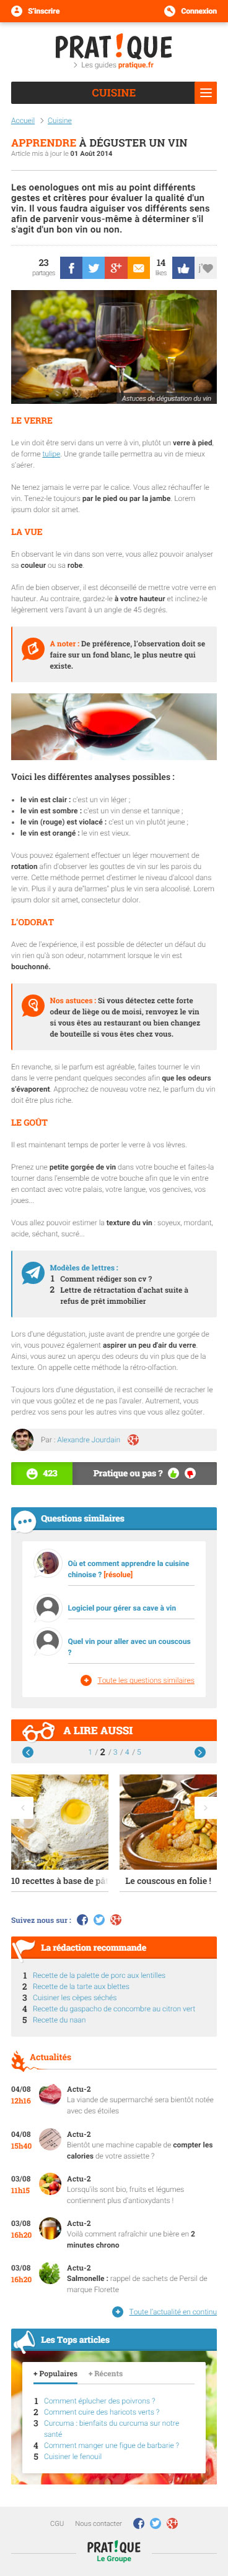 S'inscrire
Connexion
PRAT!QUE
Les guides pratique.fr
CUISINE
Accueil > Cuisine
APPRENDRE À DÉGUSTER UN VIN
Article mis à jour le 01 Août 2014
Les oenologues ont mis au point différents
gestes et critères pour évaluer la qualité d'un
vin. Il vous faudra aiguiser vos différents sens
afin de parvenir vous-même à déterminer s'il
s'agit d'un bon vin ou non.
23
partages
14
likes
Astuces de dégustation du vin
LE VERRE
Le vin doit être servi dans un verre à vin, plutôt un verre à pied,
de forme tulipe. Une grande taille permettra au vin de mieux
s'aérer.
Ne tenez jamais le verre par le calice. Vous allez réchauffer le
vin. Tenez-le toujours par le pied ou par la jambe. Lorem
ipsum dolor sit amet.
LA VUE
En observant le vin dans son verre, vous allez pouvoir analyser
sa couleur ou sa robe.
Afin de bien observer, il est déconseillé de mettre votre verre en
hauteur. Au contraire, gardez-le à votre hauteur et inclinez-le
légèrement vers l'avant à un angle de 45 degrés.
A noter : De préférence, l'observation doit se
faire sur un fond blanc, le plus neutre qui
existe.
Voici les différentes analyses possibles :
• le vin est clair : c'est un vin léger ;
• le vin est sombre : c'est un vin dense et tannique ;
• le vin (rouge) est violacé : c'est un vin plutôt jeune ;
• le vin est orangé : le vin est vieux.
Vous pouvez également effectuer un léger mouvement de
rotation afin d'observer les gouttes de vin sur les parois du
verre. Cette méthode permet d'estimer le niveau d'alcool dans
le vin. Plus il y aura de"larmes" plus le vin sera alcoolisé. Lorem
ipsum dolor sit amet, consectetur dolor.
L'ODORAT
Avec de l'expérience, il est possible de détecter un défaut du
vin rien qu'à son odeur, notamment lorsque le vin est
bouchonné.
Nos astuces : Si vous détectez cette forte
odeur de liège ou de moisi, renvoyez le vin
si vous êtes au restaurant ou bien changez
de bouteille si vous êtes chez vous.
En revanche, si le parfum est agréable, faites tourner le vin
dans le verre pendant quelques secondes afin que les odeurs
s'évaporent. Approchez de nouveau votre nez, le parfum du vin
doit être plus riche.
LE GOÛT
Il est maintenant temps de porter le verre à vos lèvres.
Prenez une petite gorgée de vin dans votre bouche et faites-la
tourner dans l'ensemble de votre bouche afin que le vin entre
en contact avec votre palais, votre langue, vos gencives, vos
joues...
Vous allez pouvoir estimer la texture du vin : soyeux, mordant,
acide, séchant, sucré...
Modèles de lettres :
1 Comment rédiger son cv ?
2 Lettre de rétractation d'achat suite à
refus de prêt immobilier
Lors d'une dégustation, juste avant de prendre une gorgée de
vin, vous pouvez également aspirer un peu d'air du verre.
Ainsi, vous aurez un aperçu des odeurs du vin un plus que de la
texture. On appelle cette méthode la rétro-olfaction.
Toujours lors d'une dégustation, il est conseillé de recracher le
vin que vous goûtez et de ne pas l'avaler. Autrement, vous
perdrez vos sens pour les autres vins que vous allez goûter.
Par : Alexandre Jourdain
423
Pratique ou pas ?
Questions similaires
Où et comment apprendre la cuisine
chinoise ? [résolue]
Logiciel pour gérer sa cave à vin
Quel vin pour aller avec un couscous
?
Toute les questions similaires
A LIRE AUSSI
1 / 2 / 3 / 4 / 5
10 recettes à base de pât
Le couscous en folie !
Suivez nous sur :
La rédaction recommande
1 Recette de la palette de porc aux lentilles
2 Recette de la tarte aux blettes
3 Cuisiner les cèpes séchés
4 Recette du gaspacho de concombre au citron vert
5 Recette du naan
Actualités
04/08
12h16
Actu-2
La viande de supermarché sera bientôt notée
avec des étoiles
04/08
15h40
Actu-2
Bientôt une machine capable de compter les
calories de votre assiette ?
03/08
11h15
Actu-2
Lorsqu'ils sont bio, fruits et légumes
contiennent plus d'antioxydants !
03/08
16h20
Actu-2
Voilà comment rafraîchir une bière en 2
minutes chrono
03/08
16h20
Actu-2
Salmonelle : rappel de sachets de Persil de
marque Florette
Toute l'actualité en continu
Les Tops articles
+ Populaires
+ Récents
1 Comment éplucher des poivrons ?
2 Comment cuire des haricots verts ?
3 Curcuma : bienfaits du curcuma sur notre
santé
4 Comment manger une figue de barbarie ?
5 Cuisiner le fenouil
CGU
Nous contacter
PRAT!QUE
Le Groupe